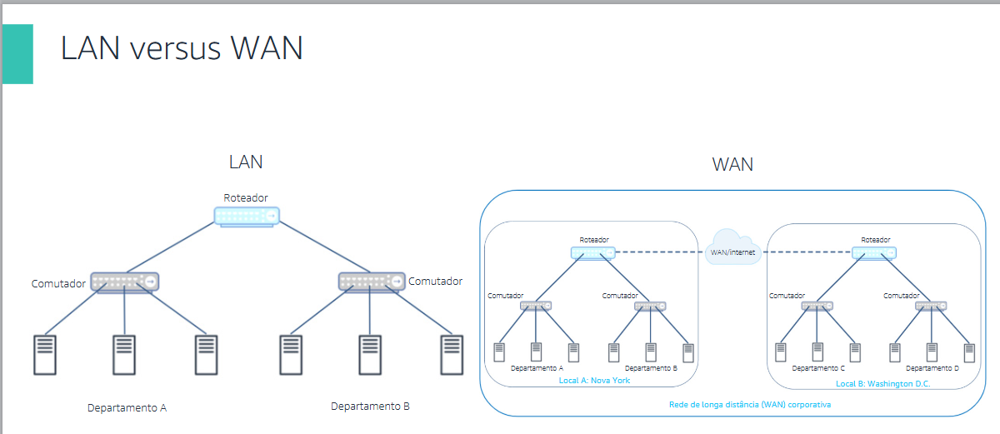 LAN versus WAN
LAN
Roteador
Comutador
Comutador
Departamento A
Departamento B
WAN
Roteador
WAN/internet
Roteador
Comutador
Comutador
Comutador
Comutador
Departamento A
Departamento B
Departamento C
Departamento D
Local A: Nova York
Local B: Washington D.C.
Rede de longa distância (WAN) corporativa